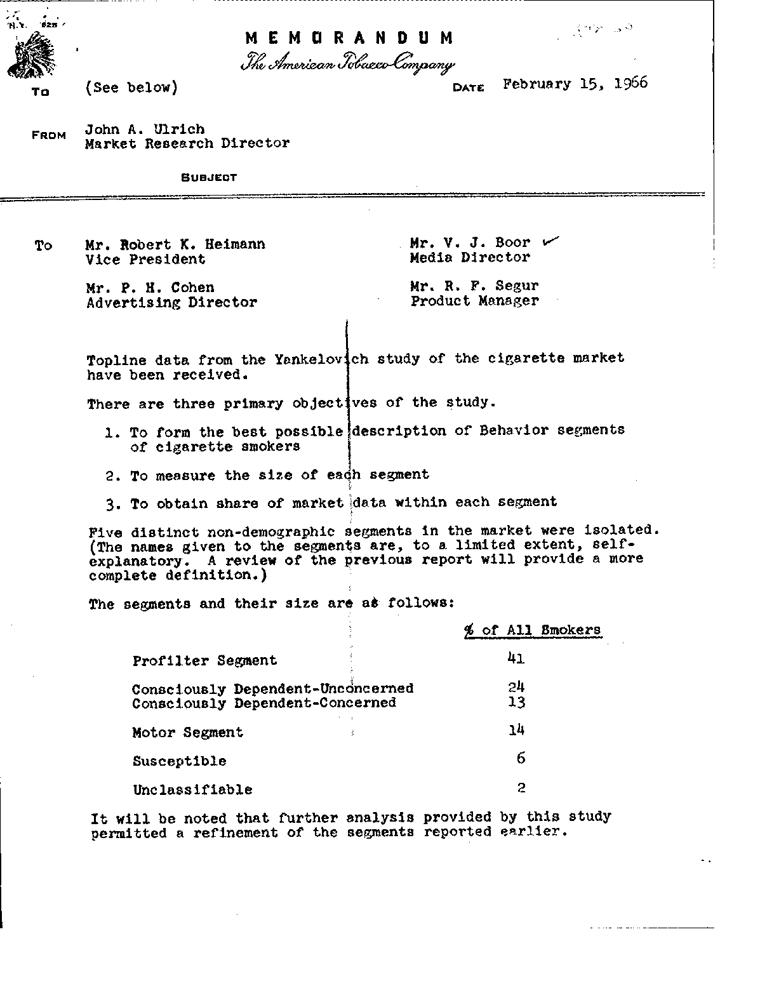 N.Y.
MEMORANDUM
The American Tobacco Company
TO (See below) DATE February 15, 1966
FROM John A. Ulrich
Market Research Director
SUBJECT
To Mr. Robert K. Heimann
Vice President
Mr. V. J. Boor ✓
Media Director
Mr. P. H. Cohen
Advertising Director
Mr. R. F. Segur
Product Manager
Topline data from the Yankelovich study of the cigarette market
have been received.
There are three primary objectives of the study.
1. To form the best possible description of Behavior segments
of cigarette smokers
2. To measure the size of each segment
3. To obtain share of market data within each segment
Five distinct non-demographic segments in the market were isolated.
(The names given to the segments are, to a limited extent, self-
explanatory. A review of the previous report will provide a more
complete definition.)
The segments and their size are as follows:
% of All Smokers
Profilter Segment 41
Consciously Dependent-Unconcerned 24
Consciously Dependent-Concerned 13
Motor Segment 14
Susceptible 6
Unclassifiable 2
It will be noted that further analysis provided by this study
permitted a refinement of the segments reported earlier.